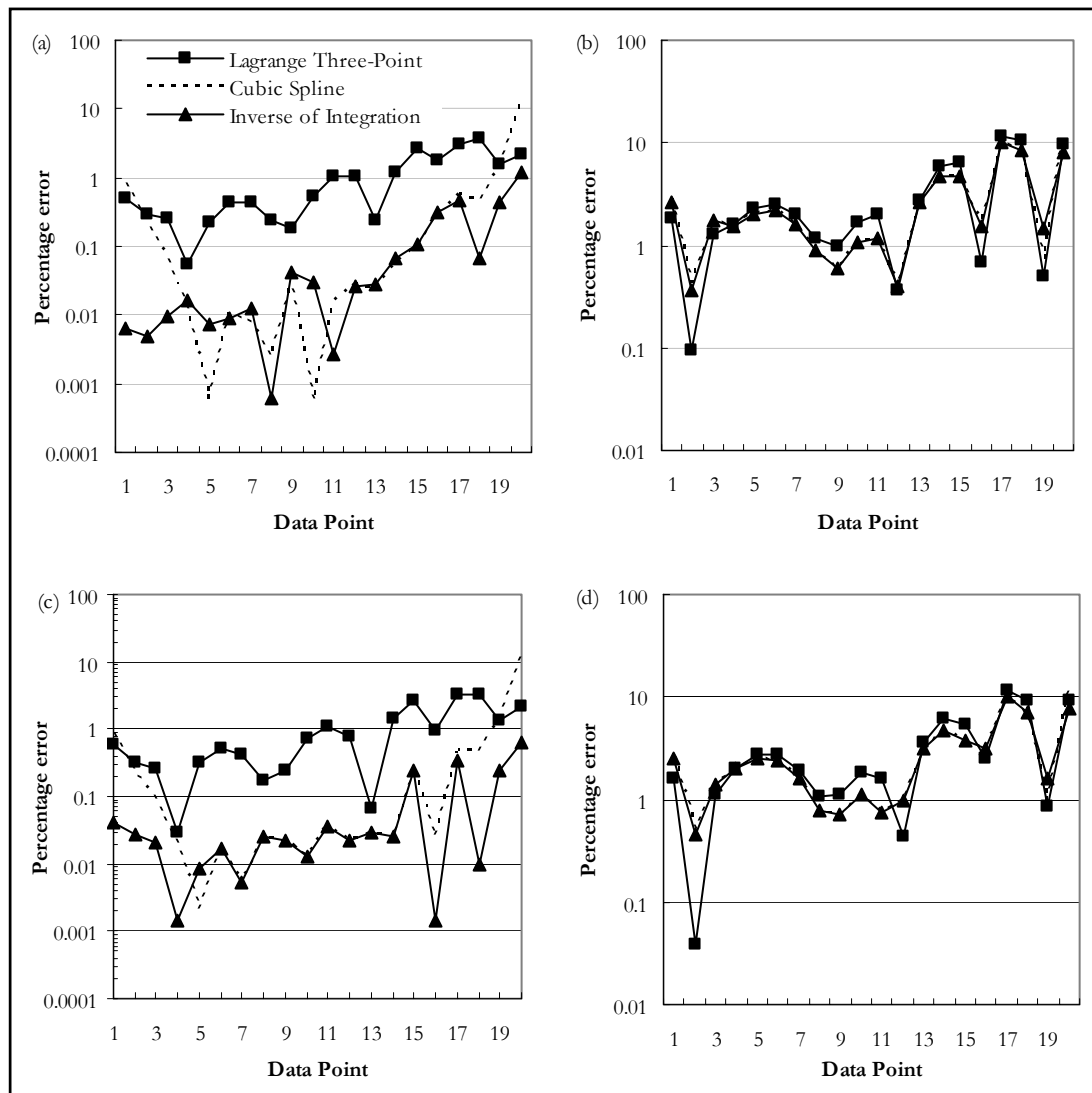 (a)
100
10
1
0.1
0.01
0.001
0.0001
Percentage error
Lagrange Three-Point
Cubic Spline
Inverse of Integration
1 3 5 7 9 11 13 15 17 19
Data Point
(b)
100
10
1
0.1
0.01
Percentage error
1 3 5 7 9 11 13 15 17 19
Data Point
(c)
100
10
1
0.1
0.01
0.001
0.0001
Percentage error
1 3 5 7 9 11 13 15 17 19
Data Point
(d)
100
10
1
0.1
0.01
Percentage error
1 3 5 7 9 11 13 15 17 19
Data Point